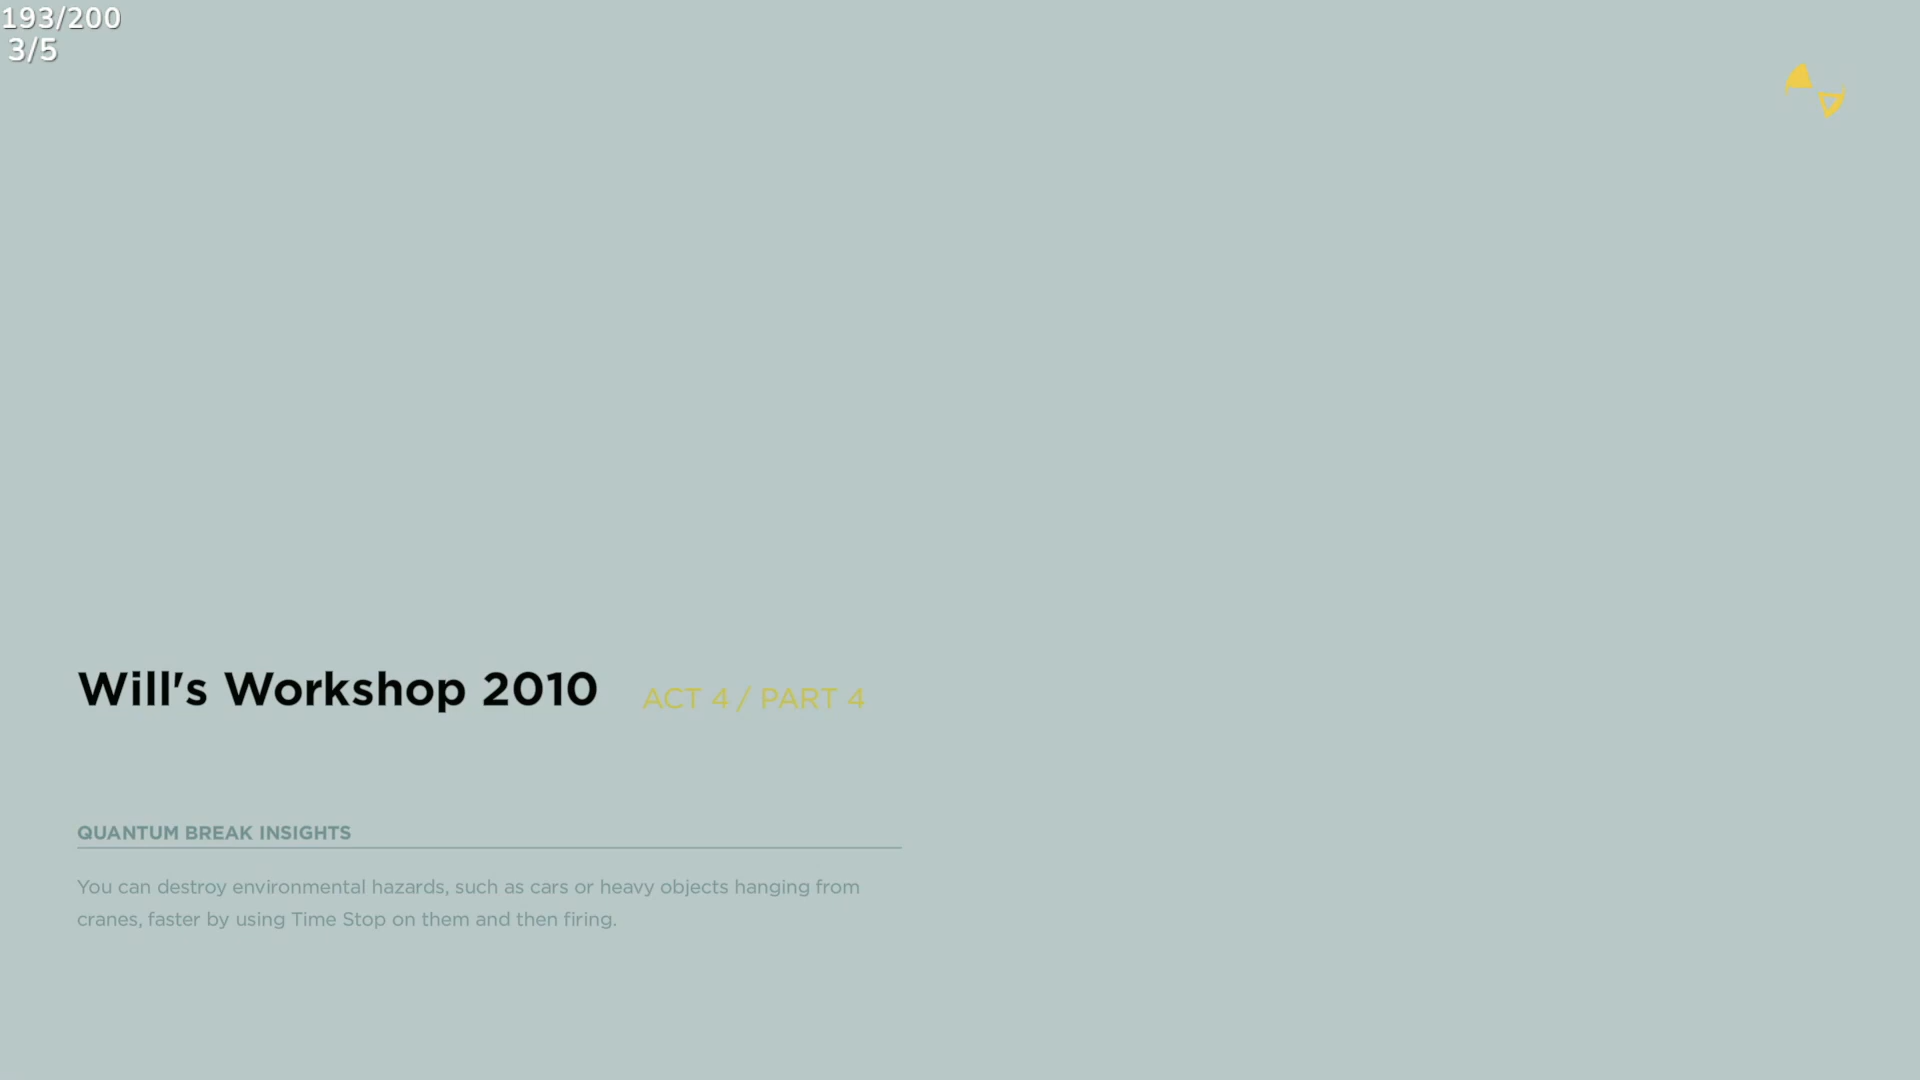 193/200
3/5
Will's Workshop 2010 ACT 4 / PART 4
QUANTUM BREAK INSIGHTS
You can destroy environmental hazards, such as cars or heavy objects hanging from
cranes, faster by using Time Stop on them and then firing.